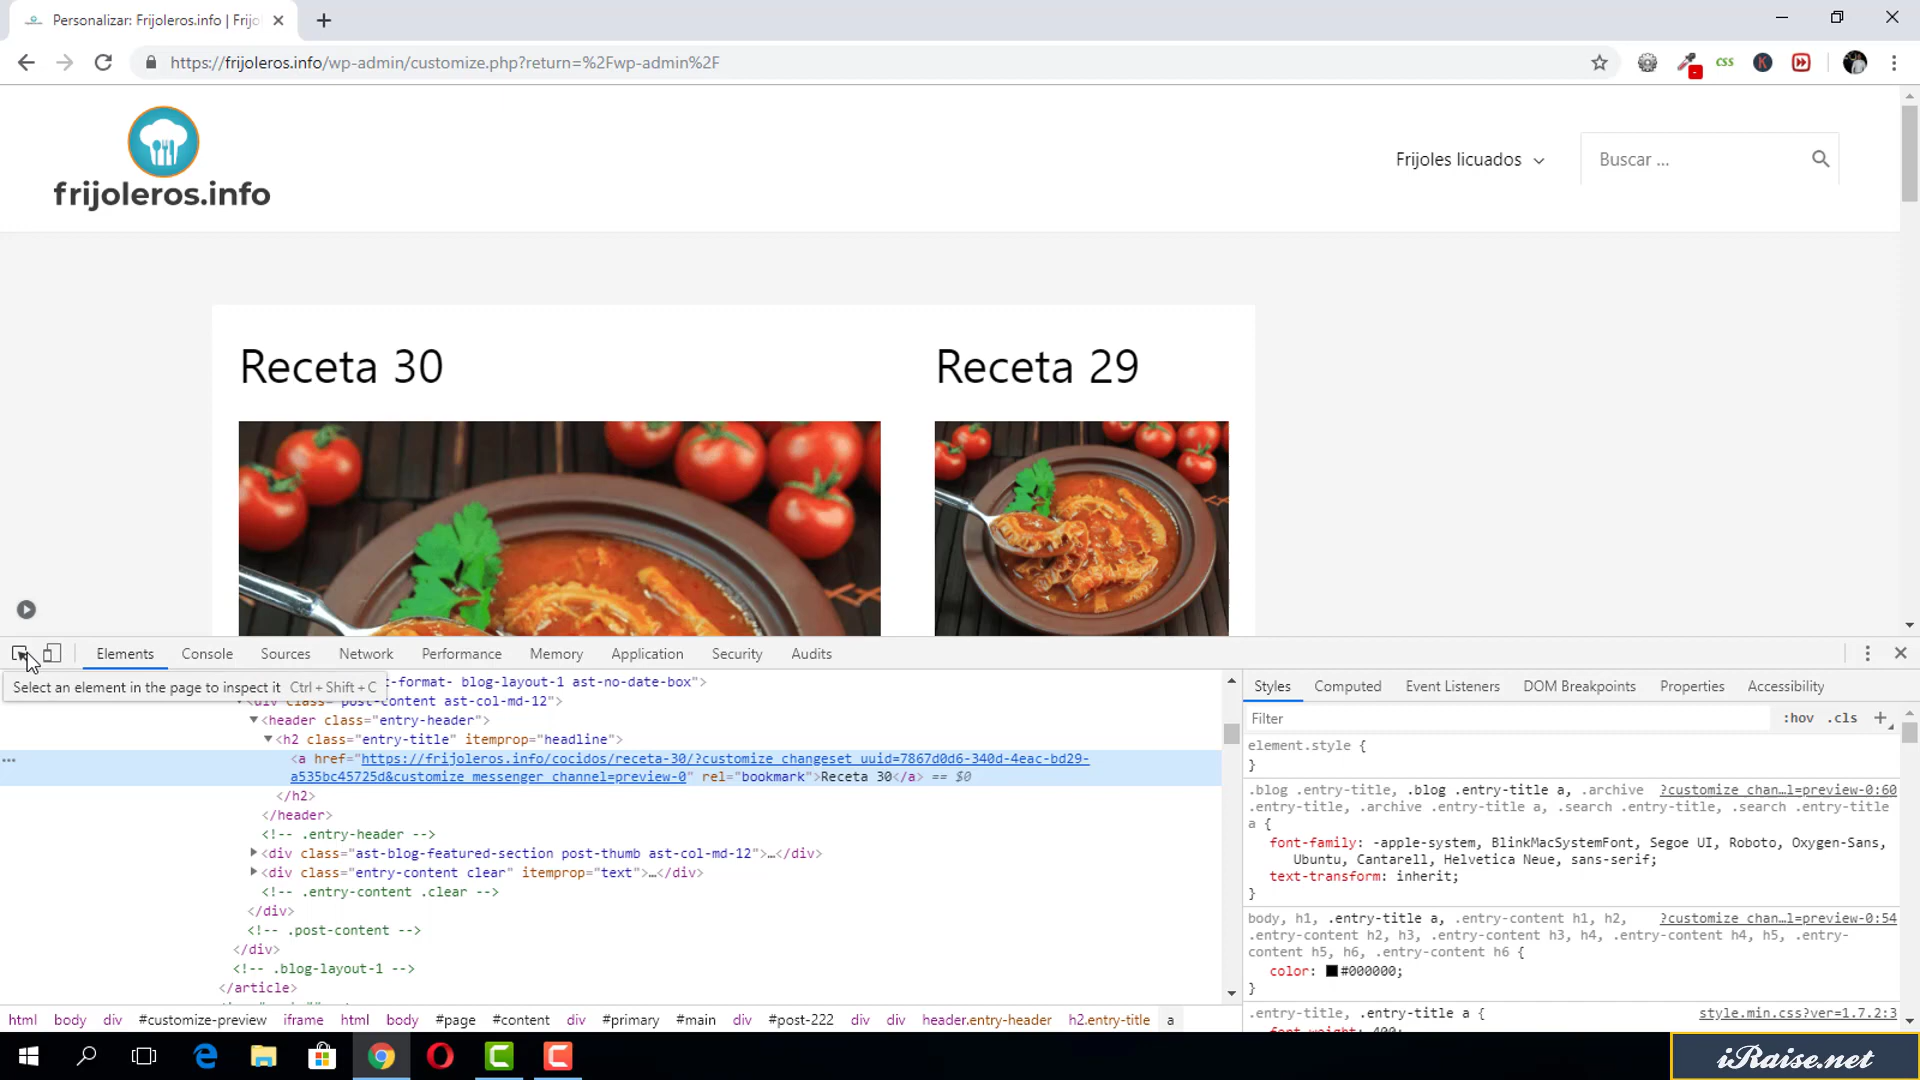 Personalizar: Frijoleros.info | Frijo
https://frijoleros.info/wp-admin/customize.php?return=%2Fwp-admin%2F
css
K
frijoleros.info
Frijoles licuados
Buscar ...
Receta 30
Receta 29
Elements
Console
Sources
Network
Performance
Memory
Application
Security
Audits
Select an element in the page to inspect it Ctrl + Shift + C
t-format- blog-layout-1 ast-no-date-box">
<div class="post-content ast-col-md-12">
<header class="entry-header">
<h2 class="entry-title" itemprop="headline">
<a href="https://frijoleros.info/cocidos/receta-30/?customize_changeset_uuid=7867d0d6-340d-4eac-bd29-
a535bc45725d&customize_messenger_channel=preview-0" rel="bookmark">Receta 30</a> == $0
</h2>
</header>
<!-- .entry-header -->
<div class="ast-blog-featured-section post-thumb ast-col-md-12">…</div>
<div class="entry-content clear" itemprop="text">…</div>
<!-- .entry-content .clear -->
</div>
<!-- .post-content -->
</div>
<!-- .blog-layout-1 -->
</article>
html body div #customize-preview iframe html body #page #content div #primary #main div #post-222 div div header.entry-header h2.entry-title a
Styles
Computed
Event Listeners
DOM Breakpoints
Properties
Accessibility
Filter
:hov .cls +
element.style {
}
.blog .entry-title, .blog .entry-title a, .archive ?customize_chan…l=preview-0:60
.entry-title, .archive .entry-title a, .search .entry-title, .search .entry-title
a {
font-family: -apple-system, BlinkMacSystemFont, Segoe UI, Roboto, Oxygen-Sans,
Ubuntu, Cantarell, Helvetica Neue, sans-serif;
text-transform: inherit;
}
body, h1, .entry-title a, .entry-content h1, h2, ?customize_chan…l=preview-0:54
.entry-content h2, h3, .entry-content h3, h4, .entry-content h4, h5, .entry-
content h5, h6, .entry-content h6 {
color: #000000;
}
.entry-title, .entry-title a { style.min.css?ver=1.7.2:3
iRaise.net